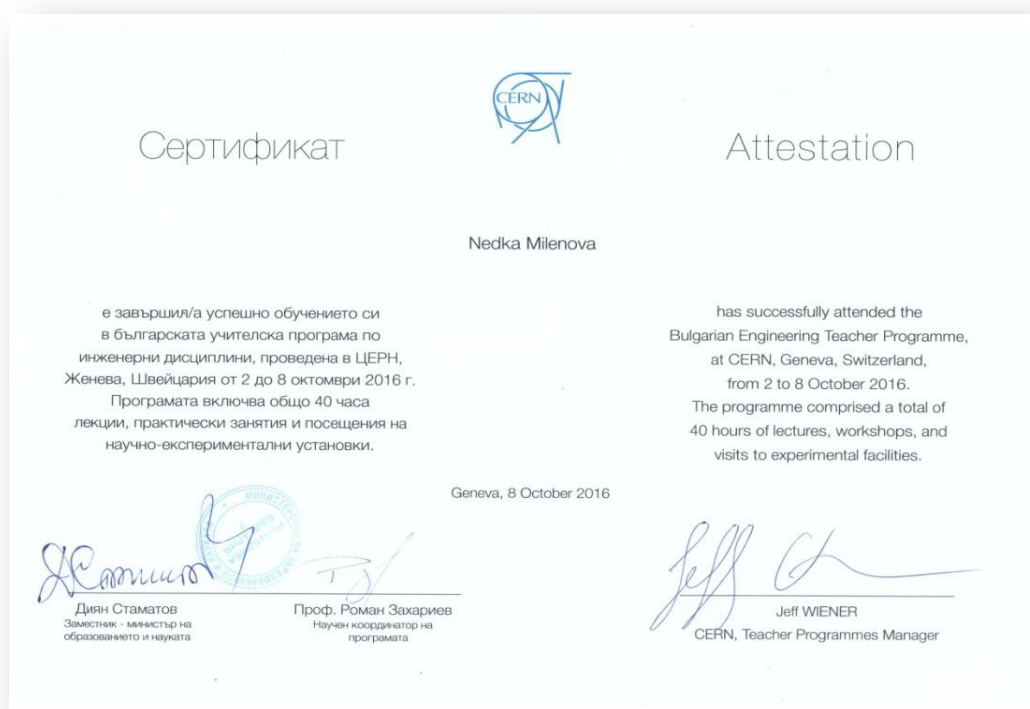 CERN
Сертификат
Attestation
Nedka Milenova
е завършил/а успешно обучението си
в българската учителска програма по
инженерни дисциплини, проведена в ЦЕРН,
Женева, Швейцария от 2 до 8 октомври 2016 г.
Програмата включва общо 40 часа
лекции, практически занятия и посещения на
научно-експериментални установки.
has successfully attended the
Bulgarian Engineering Teacher Programme,
at CERN, Geneva, Switzerland,
from 2 to 8 October 2016.
The programme comprised a total of
40 hours of lectures, workshops, and
visits to experimental facilities.
Geneva, 8 October 2016
Диян Стаматов
Заместник - министър на
образованието и науката
Проф. Роман Захариев
Научен координатор на
програмата
Jeff WIENER
CERN, Teacher Programmes Manager